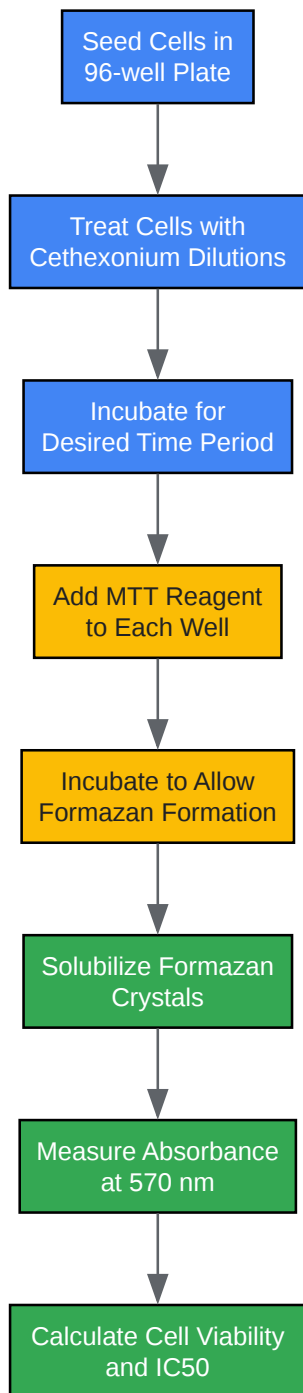 Seed Cells in
96-well Plate
Treat Cells with
Cethexonium Dilutions
Incubate for
Desired Time Period
Add MTT Reagent
to Each Well
Incubate to Allow
Formazan Formation
Solubilize Formazan
Crystals
Measure Absorbance
at 570 nm
Calculate Cell Viability
and IC50